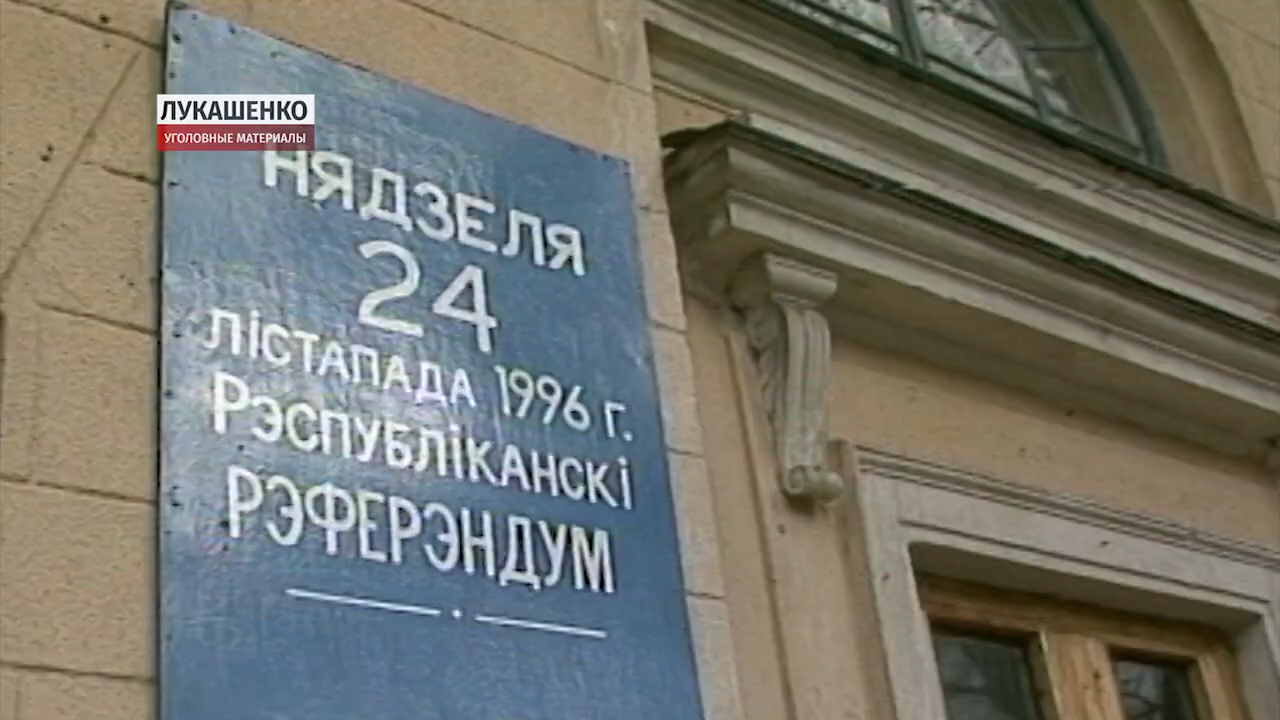 ЛУКАШЕНКО
УГОЛОВНЫЕ МАТЕРИАЛЫ
НЯДЗЕЛЯ
24
ЛІСТАПАДА 1996 г.
РЭСПУБЛІКАНСКІ
РЭФЕРЭНДУМ